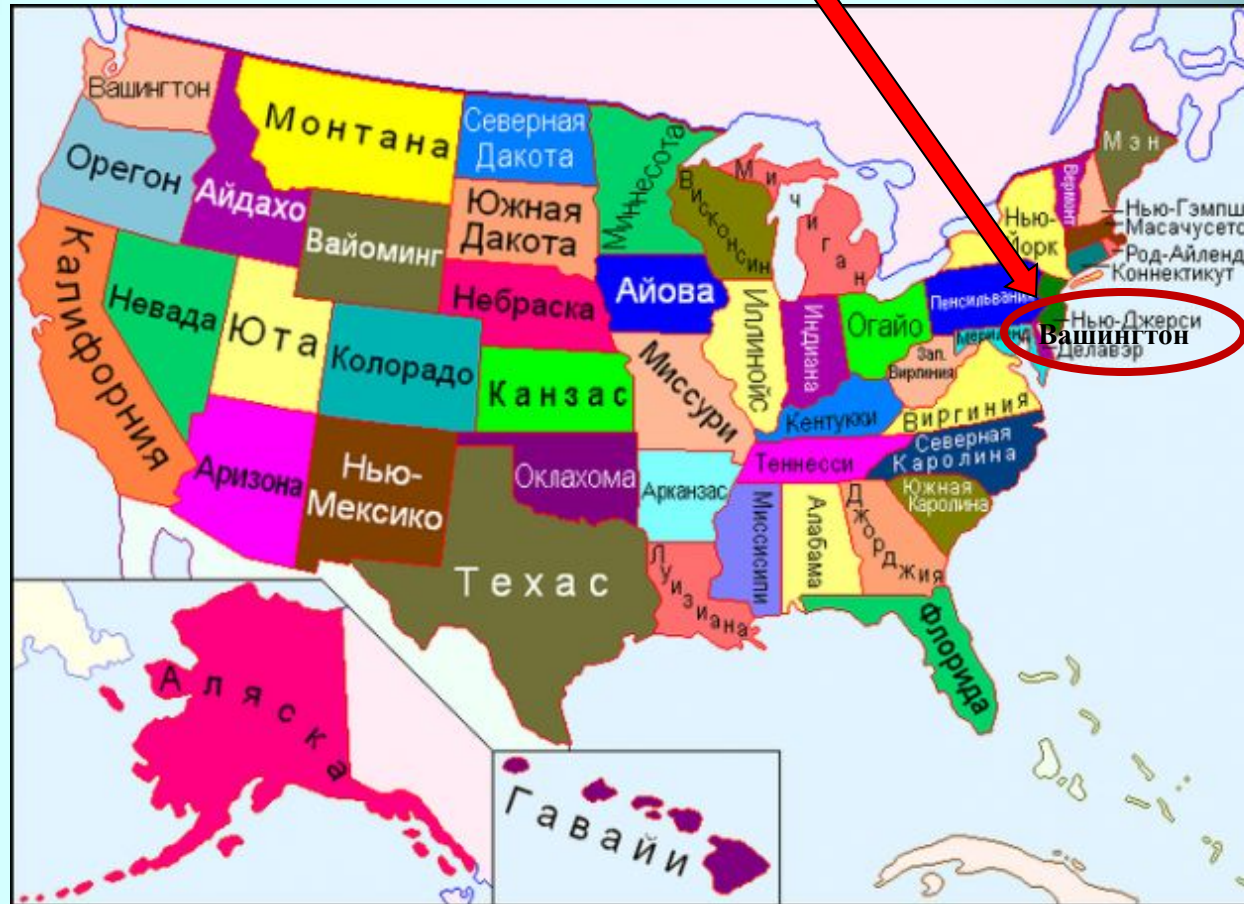 Вашингтон
Монтана
Северная
Дакота
Миннесота
Мэн
Орегон
Айдахо
Южная
Дакота
Висконсин
Мичиган
Вермонт
Нью-
Йорк
Нью-Гэмпш
Масачусетс
Род-Айленд
Коннектикут
Вайоминг
Калифорния
Невада
Юта
Небраска
Айова
Иллинойс
Индиана
Огайо
Пенсильвания
Нью-Джерси
Вашингтон
Мериленд
Делавэр
Колорадо
Канзас
Миссури
Зап.
Вирлиния
Виргиния
Кентукки
Северная
Каролина
Теннесси
Аризона
Нью-
Мексико
Оклахома
Арканзас
Южная
Каролина
Миссисипи
Алабама
Джорджия
Техас
Луизиана
Флорида
Аляска
Гавайи